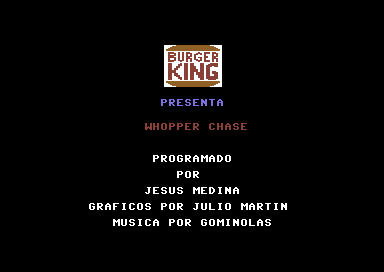 BURGER
KING
PRESENTA
WHOPPER CHASE
PROGRAMADO
POR
JESUS MEDINA
GRAFICOS POR JULIO MARTIN
MUSICA POR GOMINOLAS